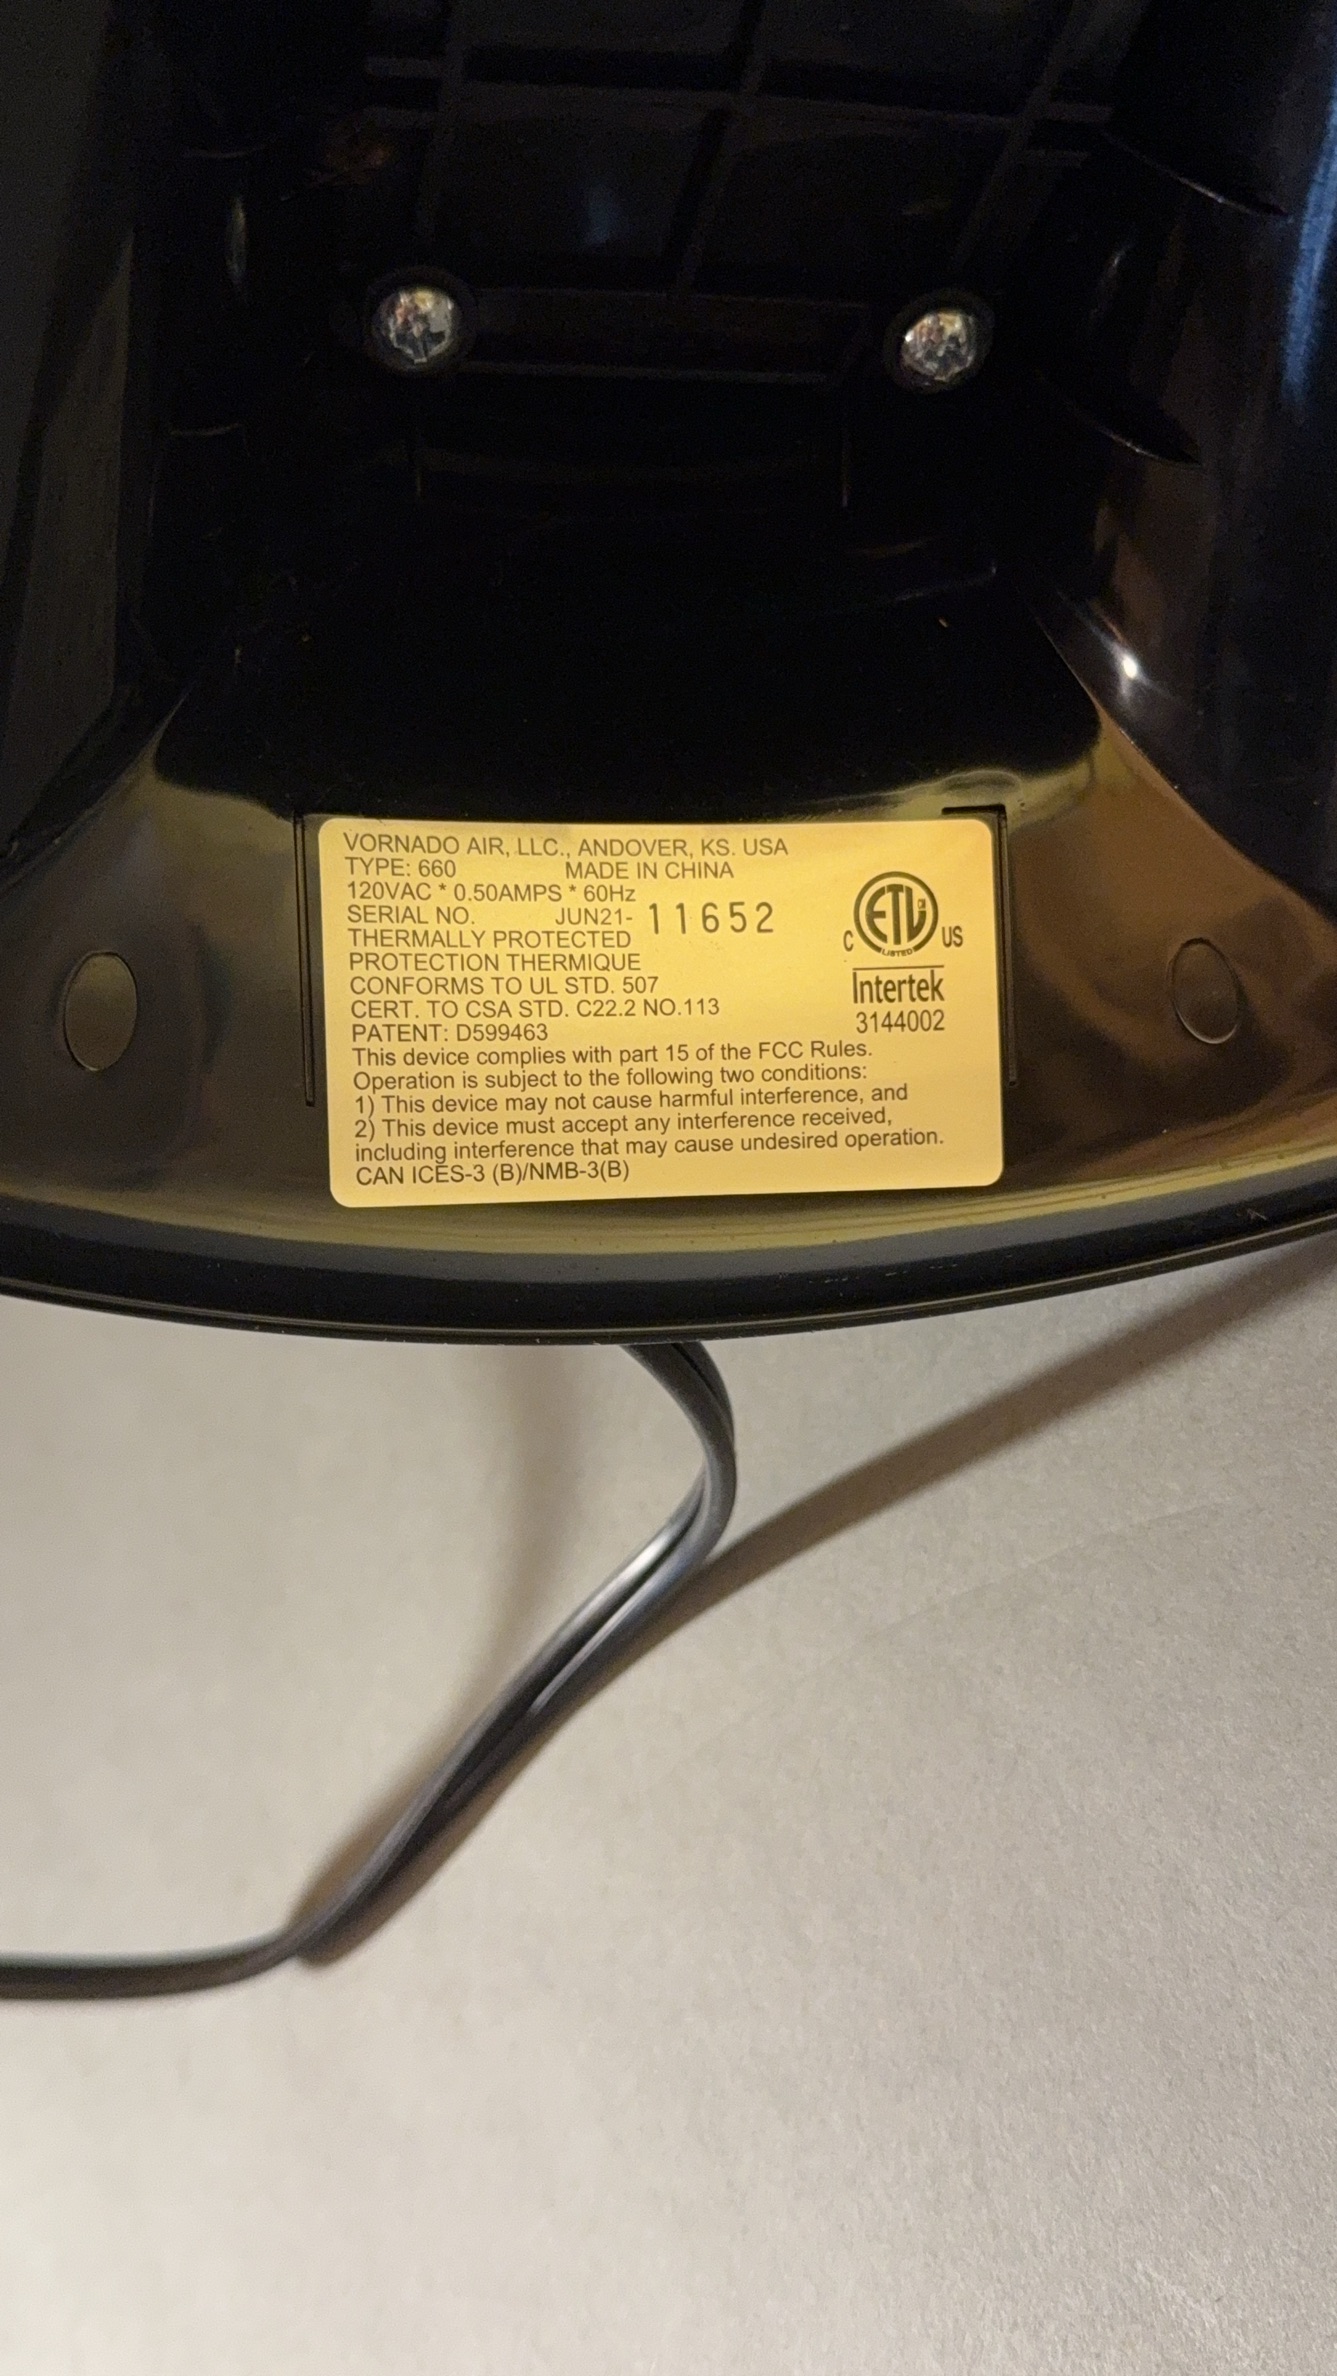 VORNADO AIR, LLC., ANDOVER, KS. USA
TYPE: 660 MADE IN CHINA
120VAC * 0.50AMPS * 60Hz
SERIAL NO. JUN21- 11652
THERMALLY PROTECTED
PROTECTION THERMIQUE
CONFORMS TO UL STD. 507
CERT. TO CSA STD. C22.2 NO.113
PATENT: D599463
This device complies with part 15 of the FCC Rules.
Operation is subject to the following two conditions:
1) This device may not cause harmful interference, and
2) This device must accept any interference received,
including interference that may cause undesired operation.
CAN ICES-3 (B)/NMB-3(B)
C ETL US
LISTED
Intertek
3144002